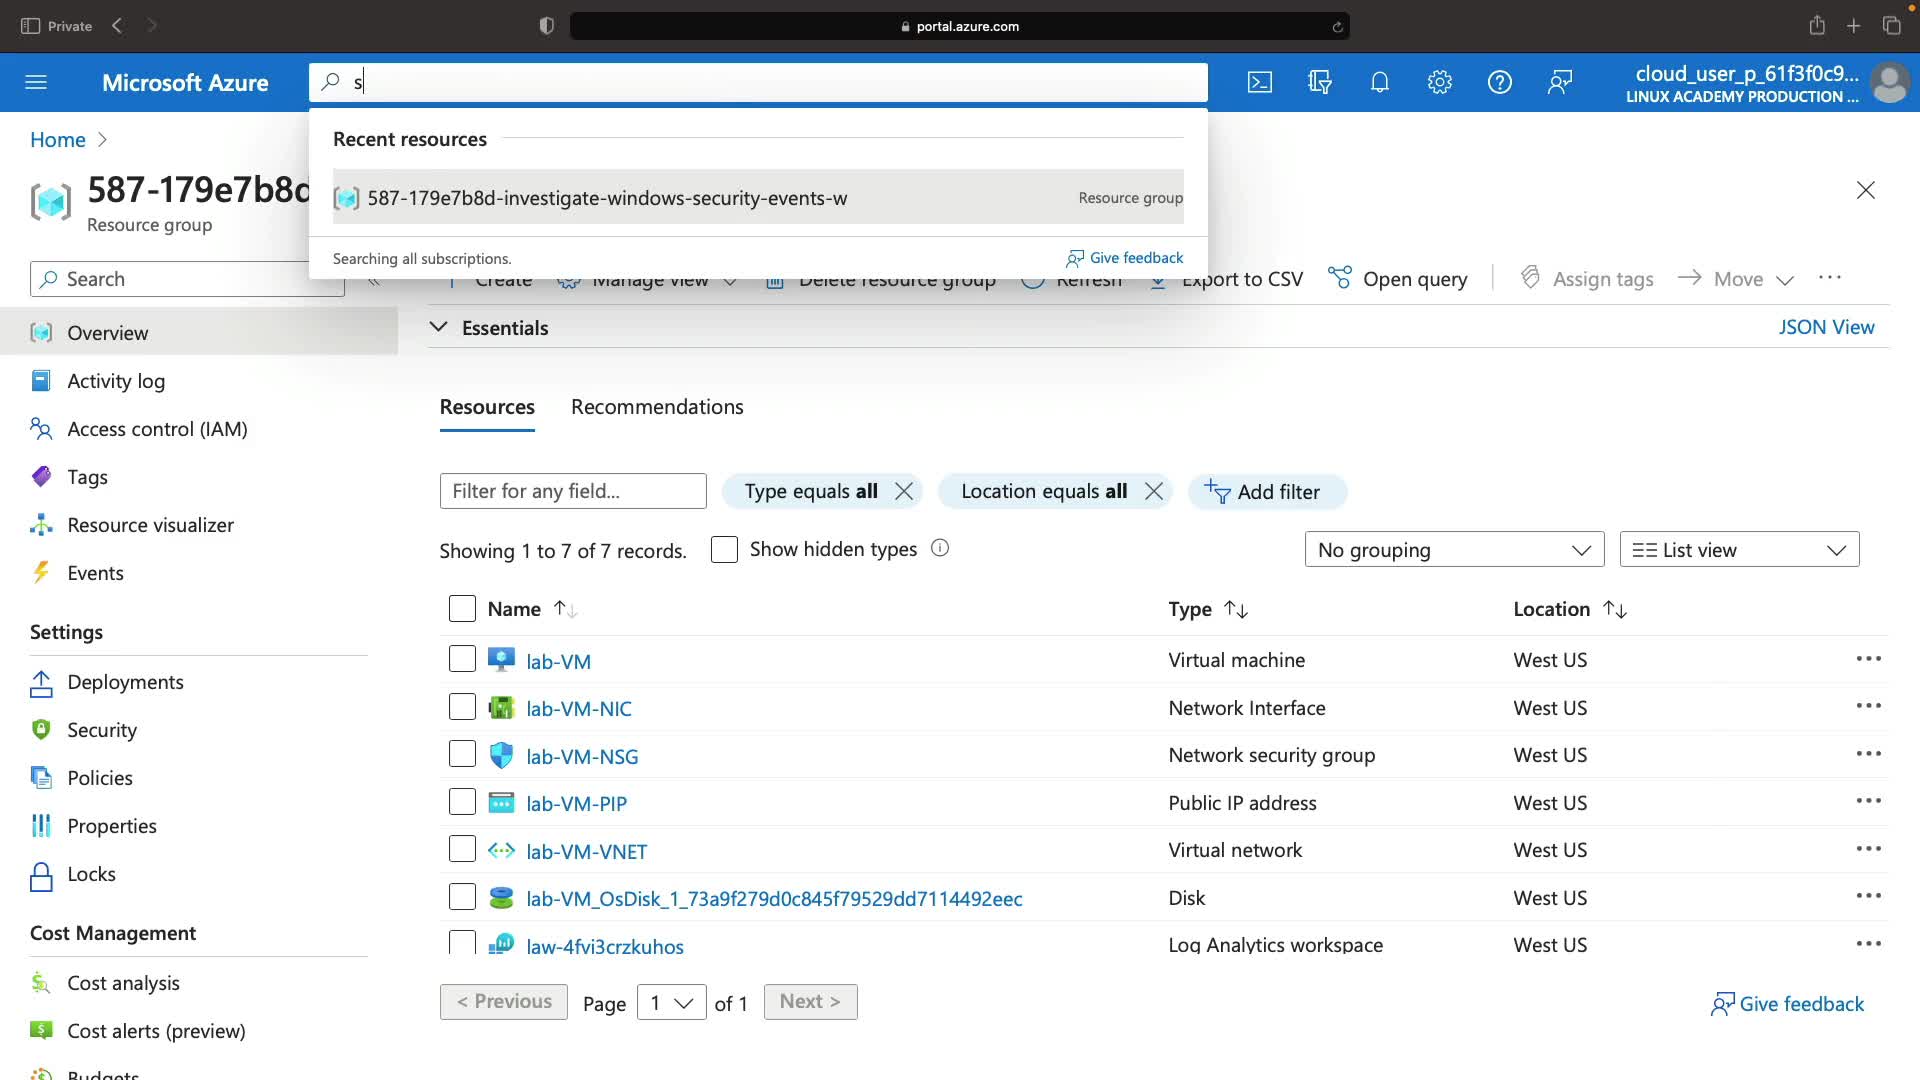 Private
portal.azure.com
Microsoft Azure
s
cloud_user_p_61f3f0c9...
LINUX ACADEMY PRODUCTION ...
Home
Recent resources
587-179e7b8d-investigate-windows-security-events-w
Resource group
Searching all subscriptions.
Give feedback
587-179e7b8d
Resource group
Search
Create
Manage view
Delete resource group
Refresh
Export to CSV
Open query
Assign tags
Move
Overview
Activity log
Access control (IAM)
Tags
Resource visualizer
Events
Settings
Deployments
Security
Policies
Properties
Locks
Cost Management
Cost analysis
Cost alerts (preview)
Budgets
Essentials
JSON View
Resources
Recommendations
Filter for any field...
Type equals all
Location equals all
Add filter
Showing 1 to 7 of 7 records.
Show hidden types
No grouping
List view
Name
Type
Location
lab-VM
Virtual machine
West US
lab-VM-NIC
Network Interface
West US
lab-VM-NSG
Network security group
West US
lab-VM-PIP
Public IP address
West US
lab-VM-VNET
Virtual network
West US
lab-VM_OsDisk_1_73a9f279d0c845f79529dd7114492eec
Disk
West US
law-4fvi3crzkuhos
Log Analytics workspace
West US
< Previous
Page
1
of 1
Next >
Give feedback